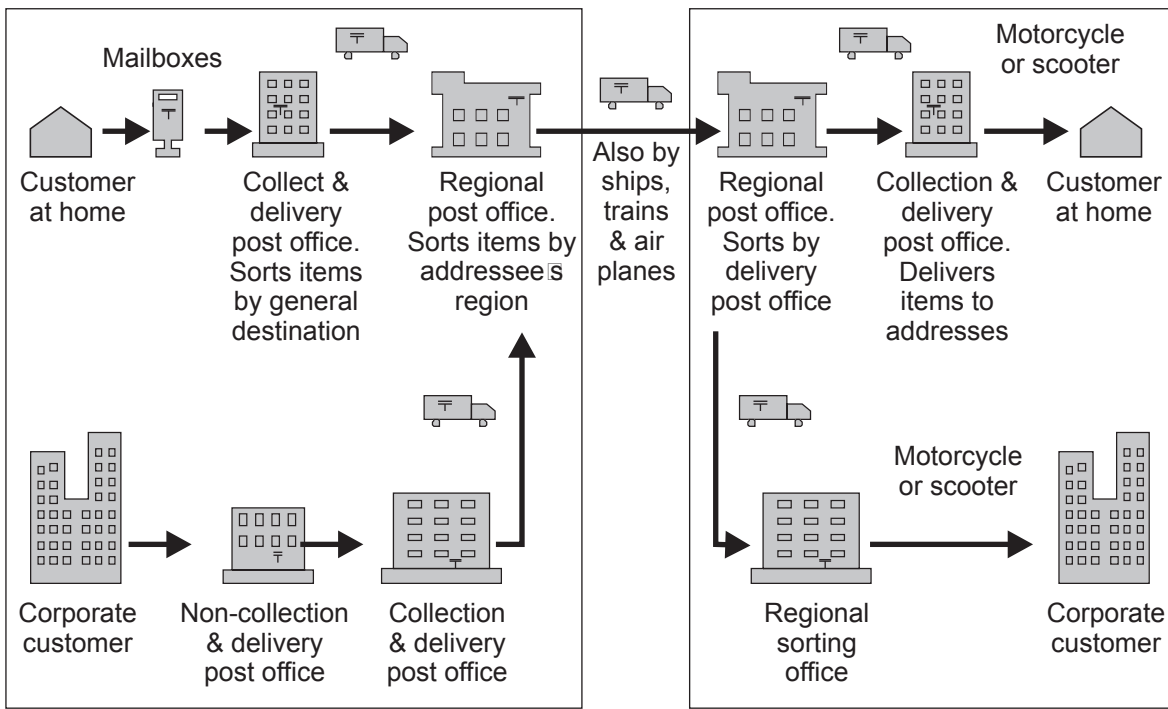 Mailboxes
Customer
at home
Collect &
delivery
post office.
Sorts items
by general
destination
Regional
post office.
Sorts items by
addressee s
region
Also by
ships,
trains
& air
planes
Corporate
customer
Non-collection
& delivery
post office
Collection
& delivery
post office
Regional
post office.
Sorts by
delivery
post office
Collection &
delivery
post office.
Delivers
items to
addresses
Motorcycle
or scooter
Customer
at home
Motorcycle
or scooter
Regional
sorting
office
Corporate
customer